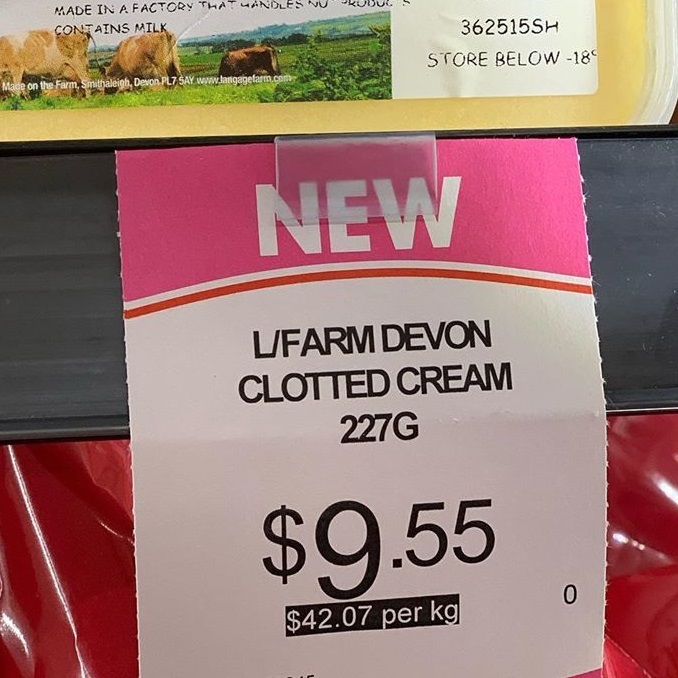 MADE IN A FACTORY THAT HANDLES NU
CONTAINS MILK
362515SH
STORE BELOW -18°
Made on the Farm, Smithaleigh, Devon PL7 5AY www.langagefarm.com
NEW
L/FARM DEVON
CLOTTED CREAM
227G
$9.55
$42.07 per kg
0